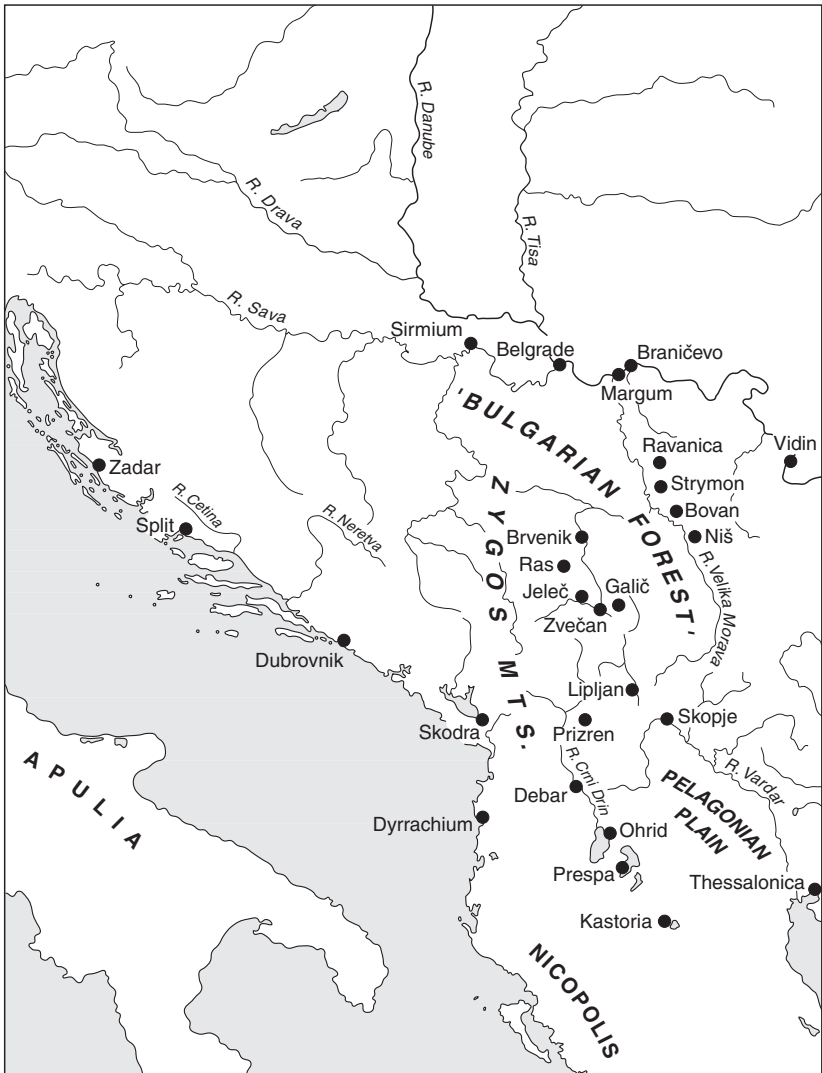 R. Danube
R. Drava
R. Tisa
R. Sava
Sirmium
Belgrade
Braničevo
Margum
'BULGARIAN FOREST'
Ravanica
Vidin
Zadar
Strymon
R. Cetina
ZYGOS MTS.
Bovan
Split
R. Neretva
Brvenik
Niš
Ras
R. Velika Morava
Jeleč
Galič
Zvečan
Dubrovnik
Lipljan
Skodra
Prizren
Skopje
APULIA
R. Crni Drin
R. Vardar
Debar
PELAGONIAN
PLAIN
Dyrrachium
Ohrid
Prespa
Thessalonica
Kastoria
NICOPOLIS